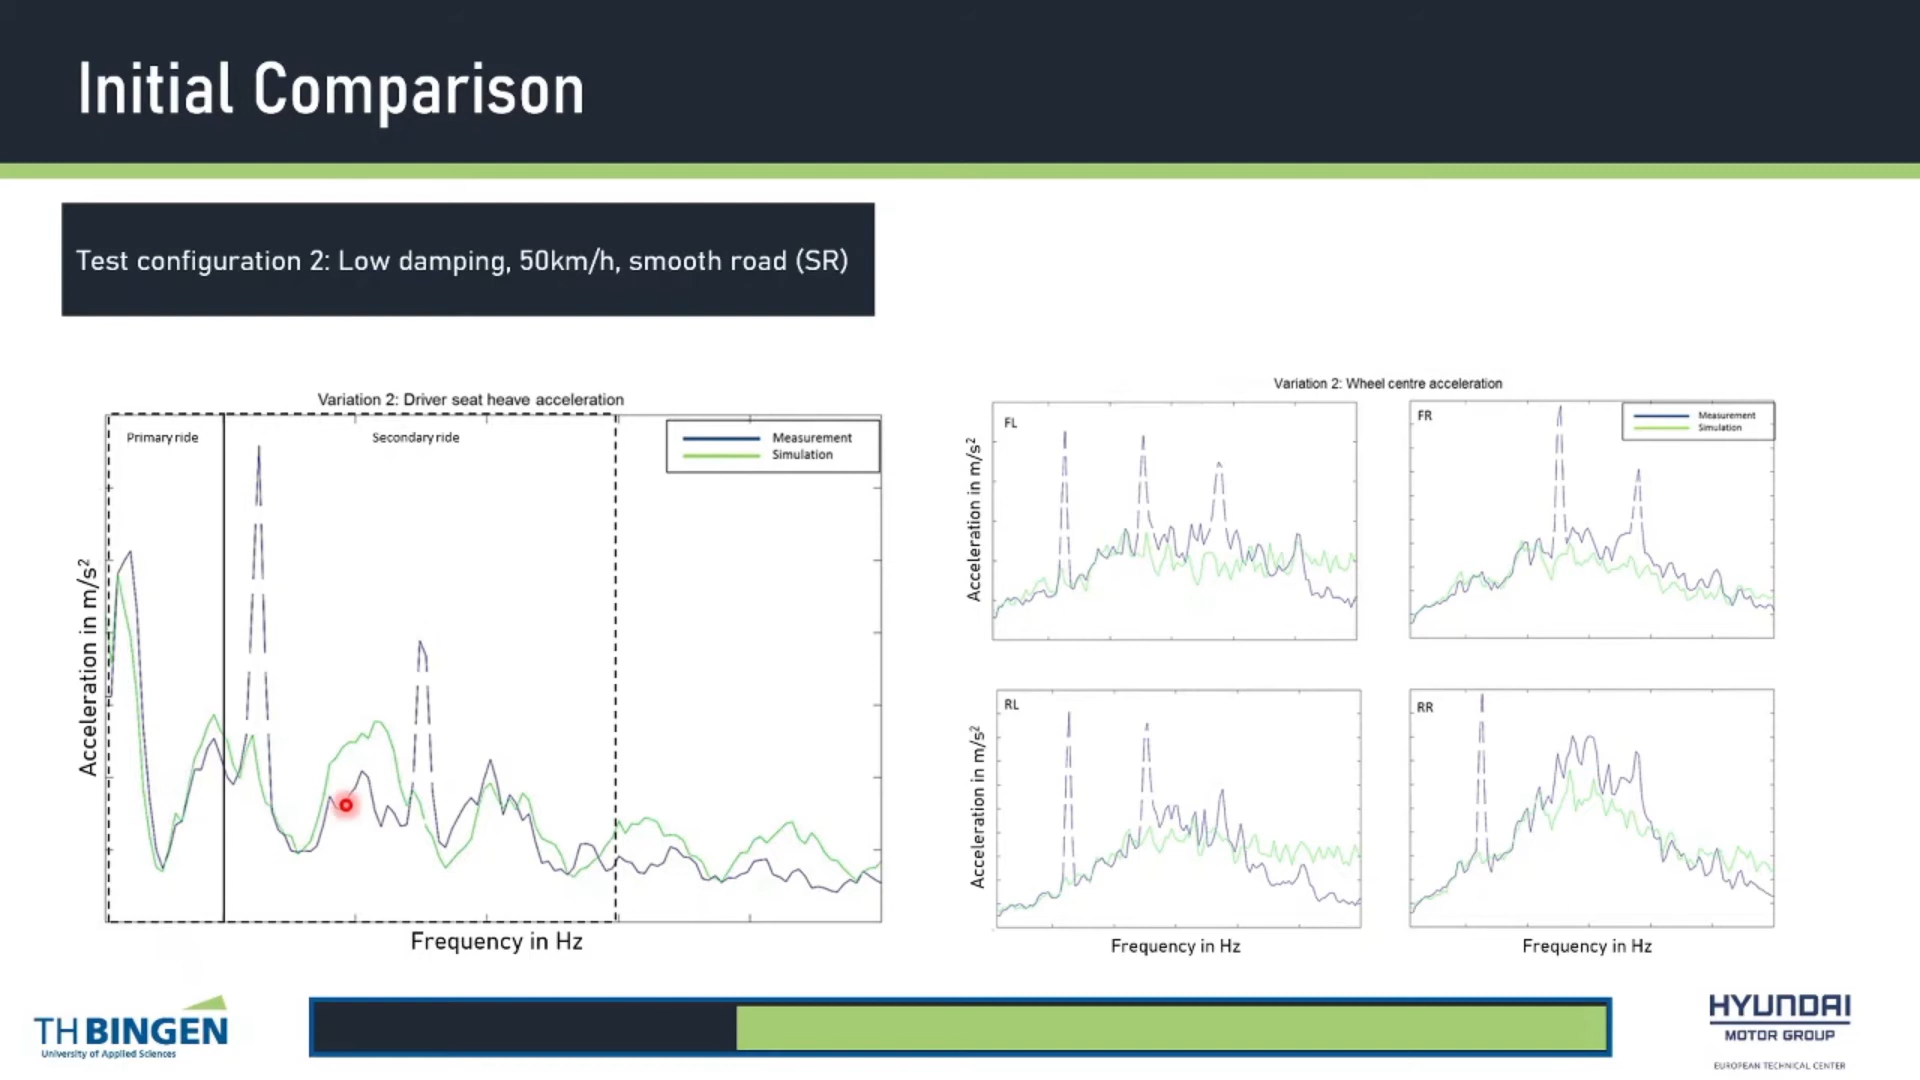 Initial Comparison
Test configuration 2: Low damping, 50km/h, smooth road (SR)
Variation 2: Driver seat heave acceleration
Primary ride
Secondary ride
Measurement
Simulation
Acceleration in m/s²
Frequency in Hz
Variation 2: Wheel centre acceleration
FL
FR
Measurement
Simulation
Acceleration in m/s²
RL
RR
Acceleration in m/s²
Frequency in Hz
Frequency in Hz
TH BINGEN
University of Applied Sciences
HYUNDAI
MOTOR GROUP
EUROPEAN TECHNICAL CENTER